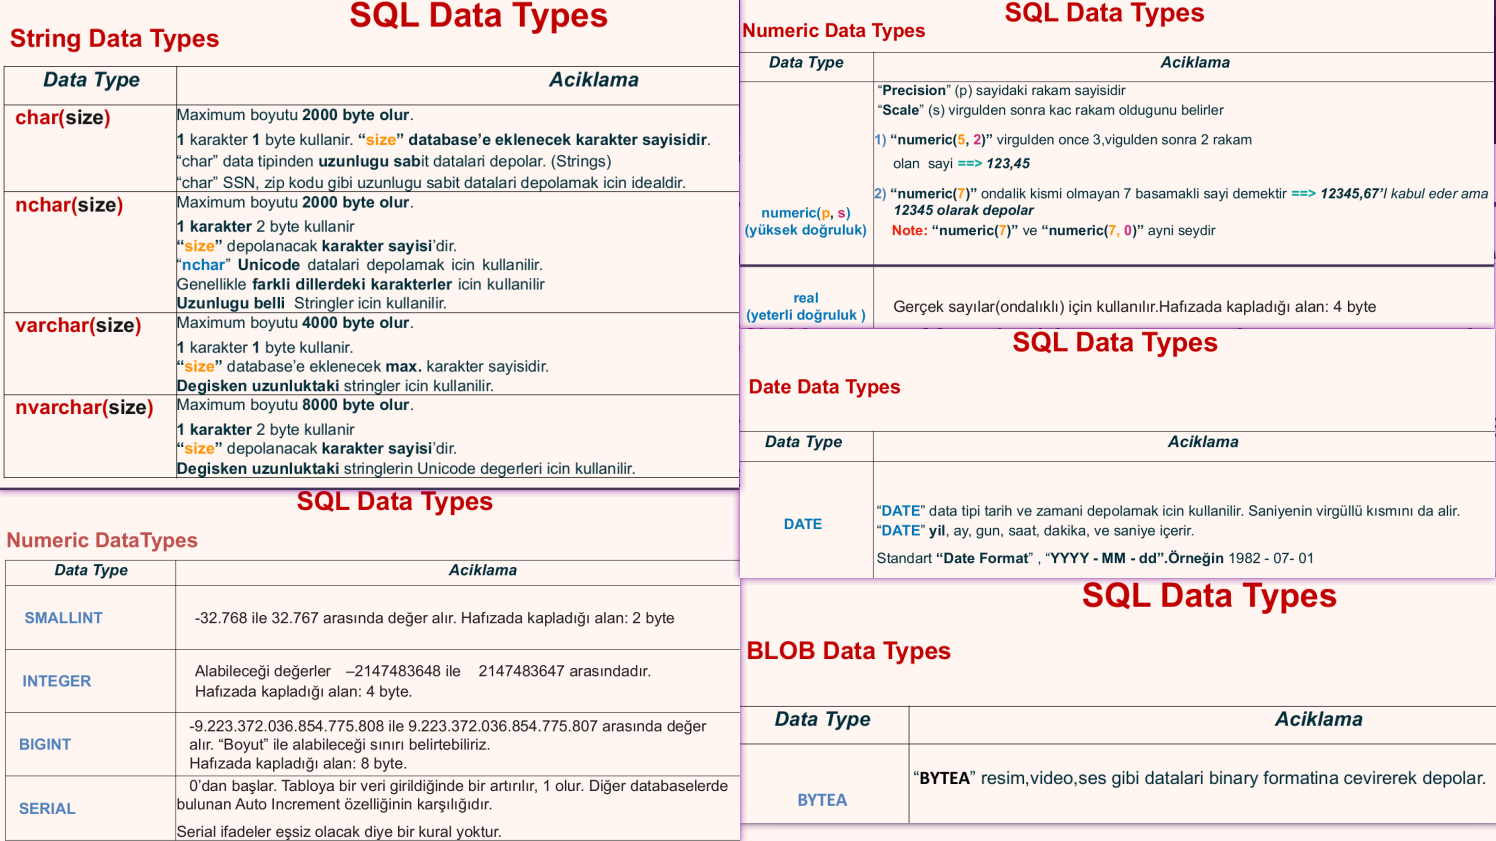 SQL Data Types
String Data Types
Data Type Aciklama
char(size)
Maximum boyutu 2000 byte olur.
1 karakter 1 byte kullanir. “size” database’e eklenecek karakter sayisidir.
“char” data tipinden uzunlugu sabit datalari depolar. (Strings)
“char” SSN, zip kodu gibi uzunlugu sabit datalari depolamak icin idealdir.
nchar(size)
Maximum boyutu 2000 byte olur.
1 karakter 2 byte kullanir
“size” depolanacak karakter sayisi’dir.
“nchar” Unicode datalari depolamak icin kullanilir.
Genellikle farkli dillerdeki karakterler icin kullanilir
Uzunlugu belli Stringler icin kullanilir.
varchar(size)
Maximum boyutu 4000 byte olur.
1 karakter 1 byte kullanir.
“size” database’e eklenecek max. karakter sayisidir.
Degisken uzunluktaki stringler icin kullanilir.
nvarchar(size)
Maximum boyutu 8000 byte olur.
1 karakter 2 byte kullanir
“size” depolanacak karakter sayisi’dir.
Degisken uzunluktaki stringlerin Unicode degerleri icin kullanilir.
SQL Data Types
Numeric DataTypes
Data Type Aciklama
SMALLINT
-32.768 ile 32.767 arasında değer alır. Hafızada kapladığı alan: 2 byte
INTEGER
Alabileceği değerler –2147483648 ile 2147483647 arasındadır.
Hafızada kapladığı alan: 4 byte.
BIGINT
-9.223.372.036.854.775.808 ile 9.223.372.036.854.775.807 arasında değer
alır. “Boyut” ile alabileceği sınırı belirtebiliriz.
Hafızada kapladığı alan: 8 byte.
SERIAL
0’dan başlar. Tabloya bir veri girildiğinde bir artırılır, 1 olur. Diğer databaselerde
bulunan Auto Increment özelliğinin karşılığıdır.
Serial ifadeler eşsiz olacak diye bir kural yoktur.
SQL Data Types
Numeric Data Types
Data Type Aciklama
numeric(p, s)
(yüksek doğruluk)
“Precision” (p) sayidaki rakam sayisidir
“Scale” (s) virgulden sonra kac rakam oldugunu belirler
1) “numeric(5, 2)” virgulden once 3,vigulden sonra 2 rakam
olan sayi ==> 123,45
2) “numeric(7)” ondalik kismi olmayan 7 basamakli sayi demektir ==> 12345,67’I kabul eder ama
12345 olarak depolar
Note: “numeric(7)” ve “numeric(7, 0)” ayni seydir
real
(yeterli doğruluk )
Gerçek sayılar(ondalıklı) için kullanılır.Hafızada kapladığı alan: 4 byte
SQL Data Types
Date Data Types
Data Type Aciklama
DATE
“DATE” data tipi tarih ve zamani depolamak icin kullanilir. Saniyenin virgüllü kısmını da alir.
“DATE” yil, ay, gun, saat, dakika, ve saniye içerir.
Standart “Date Format” , “YYYY - MM - dd”.Örneğin 1982 - 07- 01
SQL Data Types
BLOB Data Types
Data Type Aciklama
BYTEA
“BYTEA” resim,video,ses gibi datalari binary formatina cevirerek depolar.